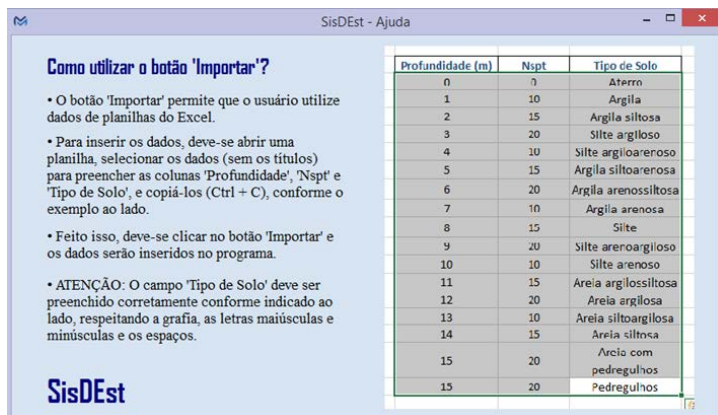 SisDEst - Ajuda
Como utilizar o botão 'Importar'?
• O botão 'Importar' permite que o usuário utilize
dados de planilhas do Excel.
• Para inserir os dados, deve-se abrir uma
planilha, selecionar os dados (sem os títulos)
para preencher as colunas 'Profundidade', 'Nspt' e
'Tipo de Solo', e copiá-los (Ctrl + C), conforme o
exemplo ao lado.
• Feito isso, deve-se clicar no botão 'Importar' e
os dados serão inseridos no programa.
• ATENÇÃO: O campo 'Tipo de Solo' deve ser
preenchido corretamente conforme indicado ao
lado, respeitando a grafia, as letras maiúsculas e
minúsculas e os espaços.
SisDEst
Profundidade (m) Nspt Tipo de Solo
0 0 Aterro
1 10 Argila
2 15 Argila siltosa
3 20 Silte argiloso
4 10 Silte argiloarenoso
5 15 Argila siltoarenosa
6 20 Argila arenossiltosa
7 10 Argila arenosa
8 15 Silte
9 20 Silte arenoargiloso
10 10 Silte arenoso
11 15 Areia argilossiltosa
12 20 Areia argilosa
13 10 Areia siltoargilosa
14 15 Areia siltosa
15 20 Areia com
pedregulhos
15 20 Pedregulhos